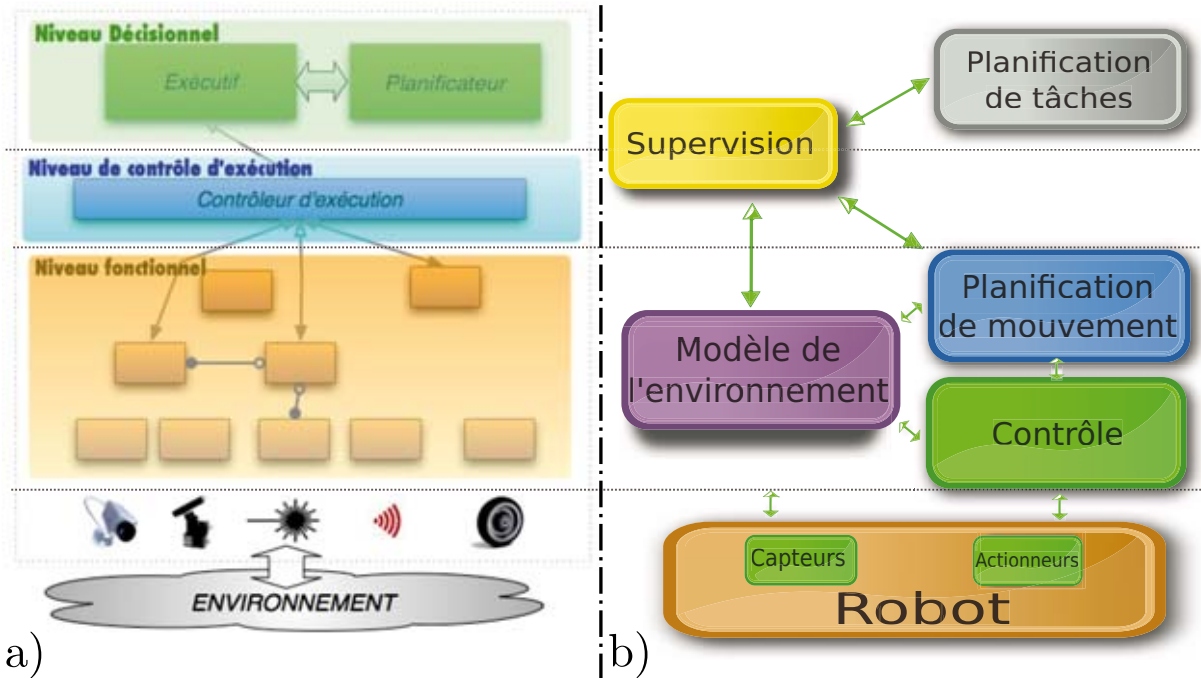 Niveau Décisionnel
Exécutif
Planificateur
Niveau de contrôle d'exécution
Contrôleur d'exécution
Niveau fonctionnel
ENVIRONNEMENT
a)
Planification
de tâches
Supervision
Planification
de mouvement
Modèle de
l'environnement
Contrôle
Capteurs
Actionneurs
Robot
b)